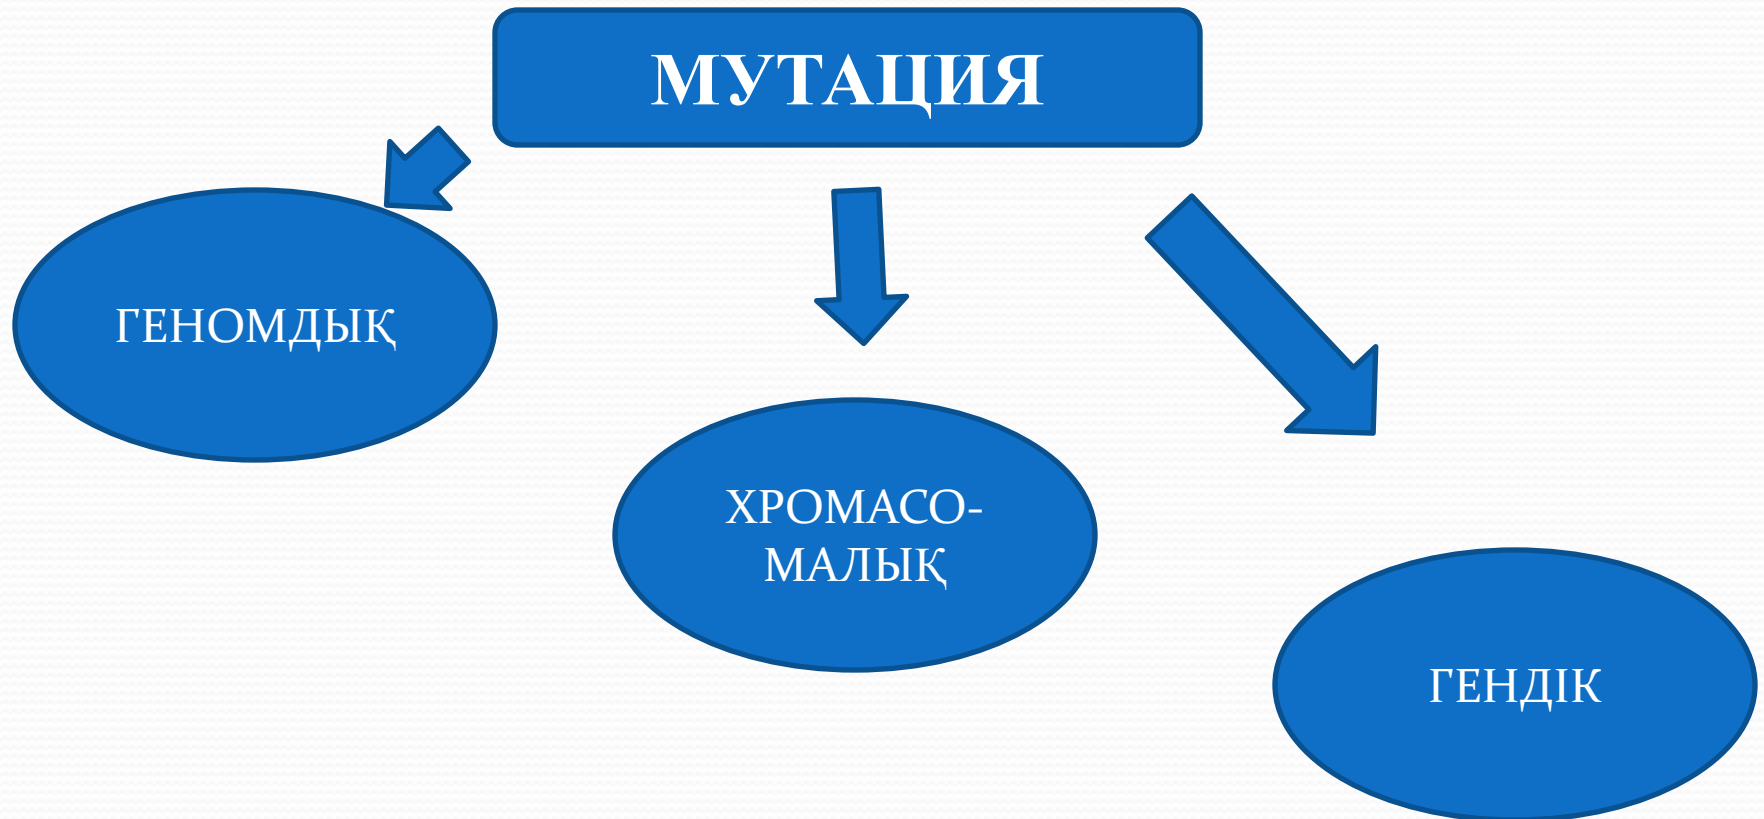 МУТАЦИЯ
ГЕНОМДЫҚ
ХРОМАСО-
МАЛЫҚ
ГЕНДІК